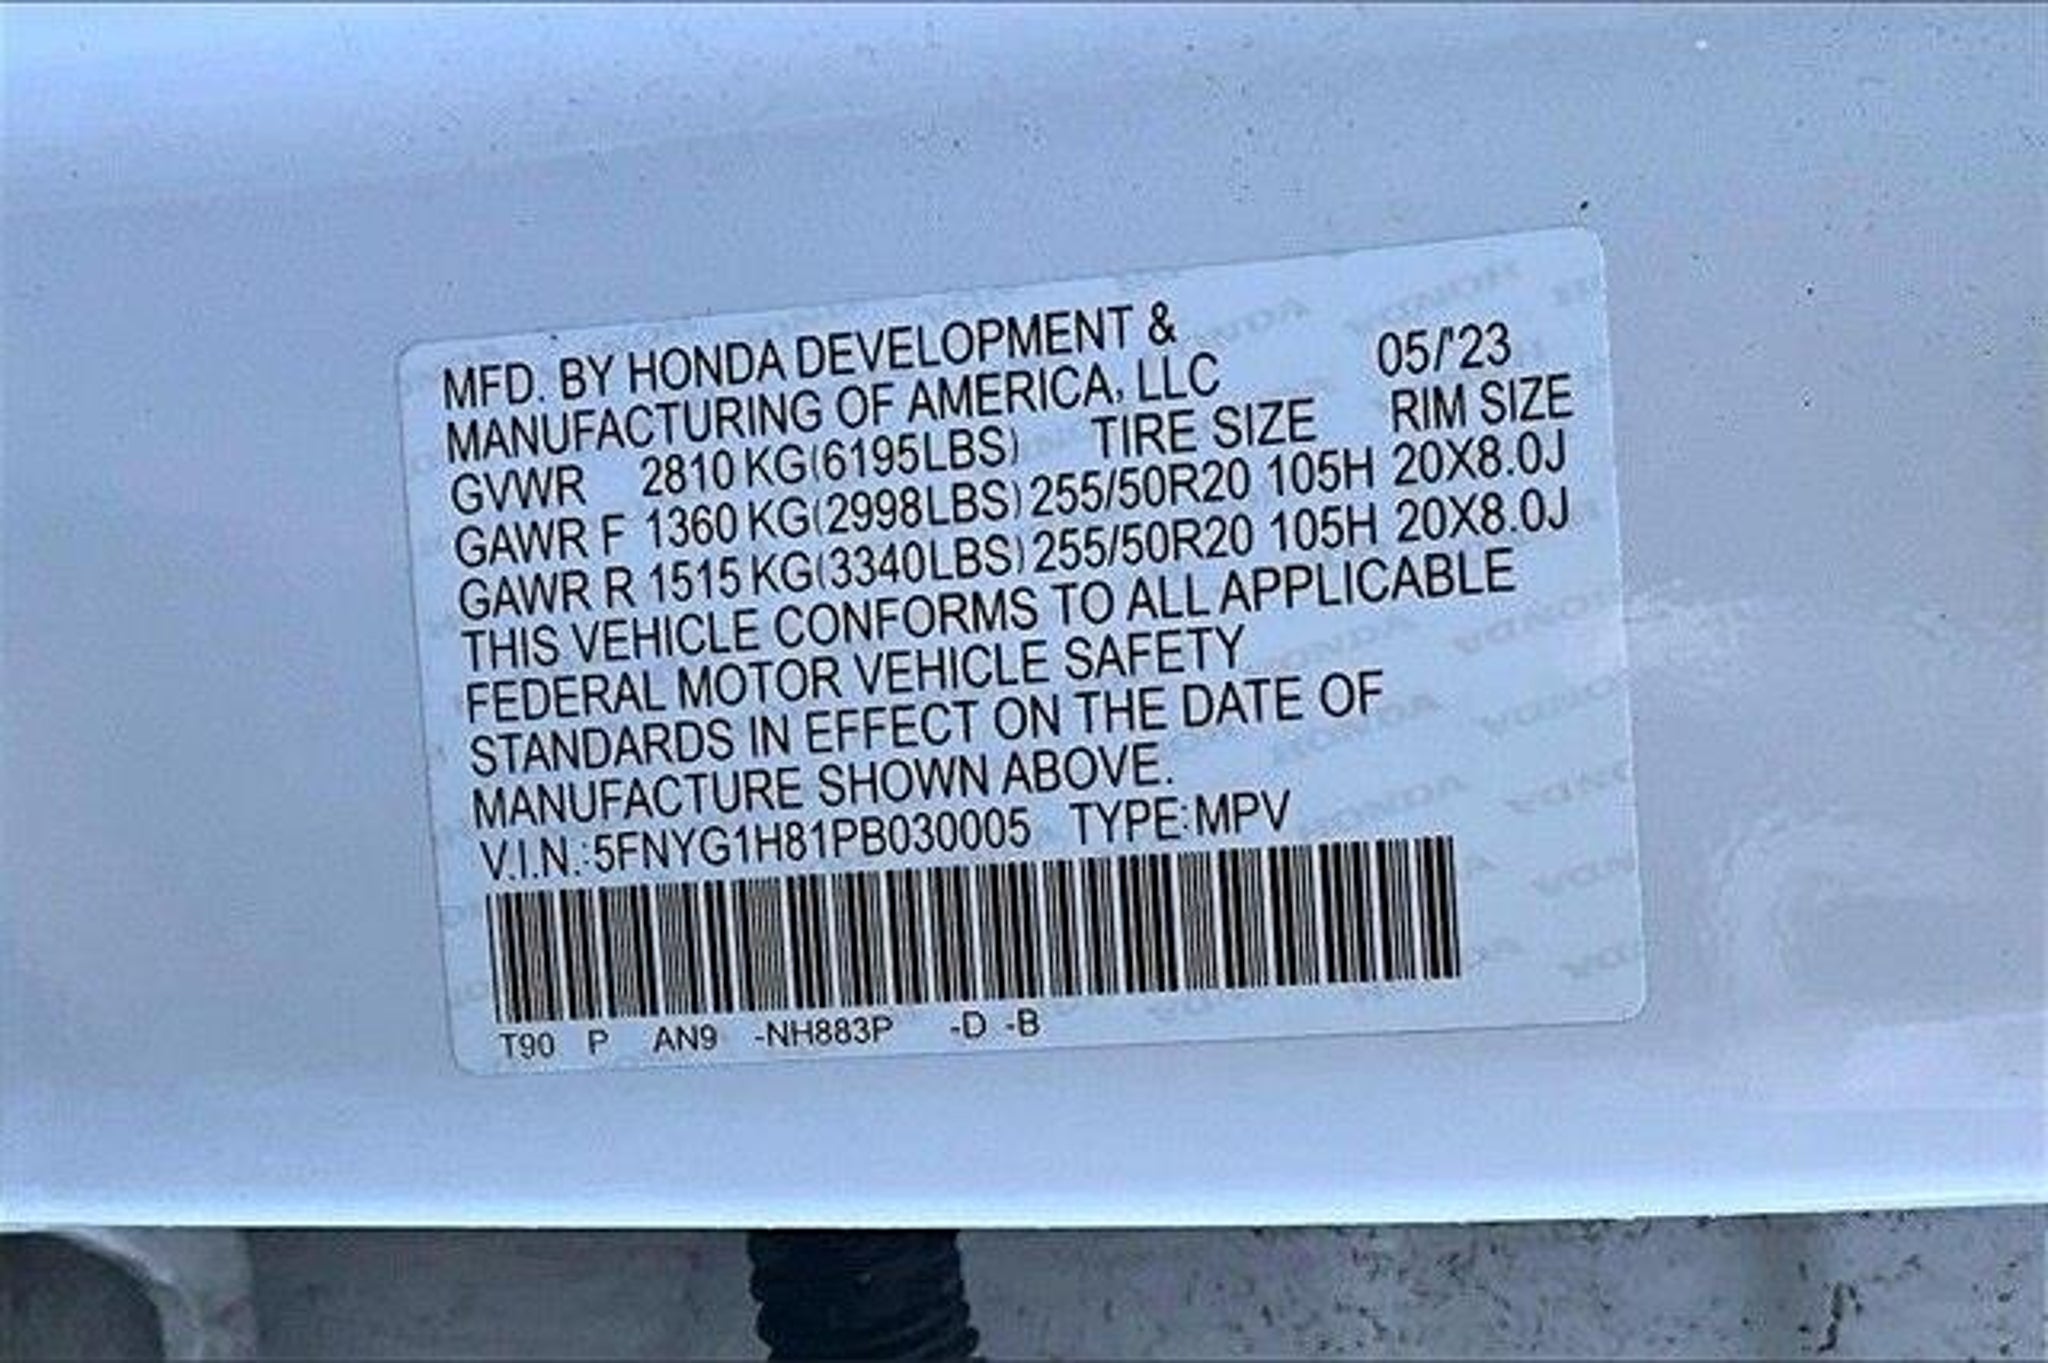 MFD. BY HONDA DEVELOPMENT &
MANUFACTURING OF AMERICA, LLC 05/'23
GVWR 2810 KG(6195LBS) TIRE SIZE RIM SIZE
GAWR F 1360 KG(2998LBS) 255/50R20 105H 20X8.0J
GAWR R 1515 KG(3340LBS) 255/50R20 105H 20X8.0J
THIS VEHICLE CONFORMS TO ALL APPLICABLE
FEDERAL MOTOR VEHICLE SAFETY
STANDARDS IN EFFECT ON THE DATE OF
MANUFACTURE SHOWN ABOVE.
V.I.N.:5FNYG1H81PB030005 TYPE:MPV
T90 P AN9 -NH883P -D -B